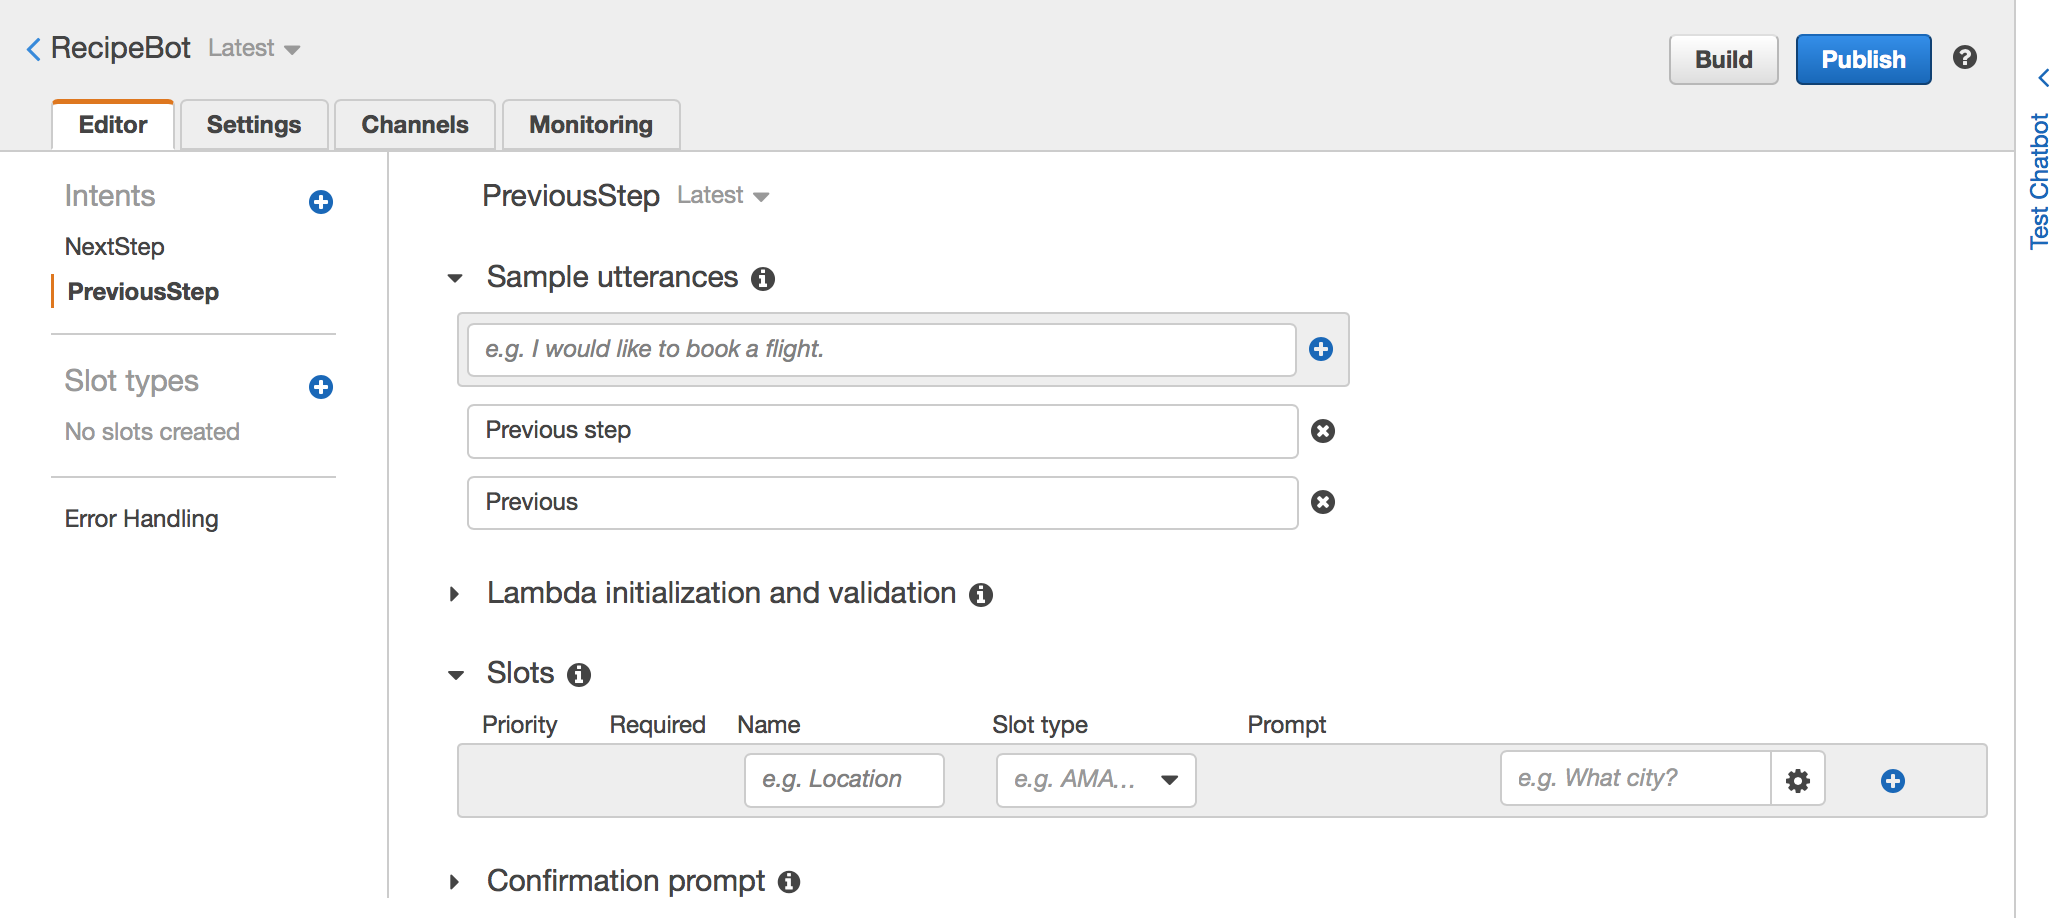 RecipeBot Latest
Build Publish
Editor Settings Channels Monitoring
Test Chatbot
Intents
NextStep
PreviousStep
Slot types
No slots created
Error Handling
PreviousStep Latest
Sample utterances
e.g. I would like to book a flight.
Previous step
Previous
Lambda initialization and validation
Slots
Priority Required Name Slot type Prompt
e.g. Location e.g. AMA... e.g. What city?
Confirmation prompt